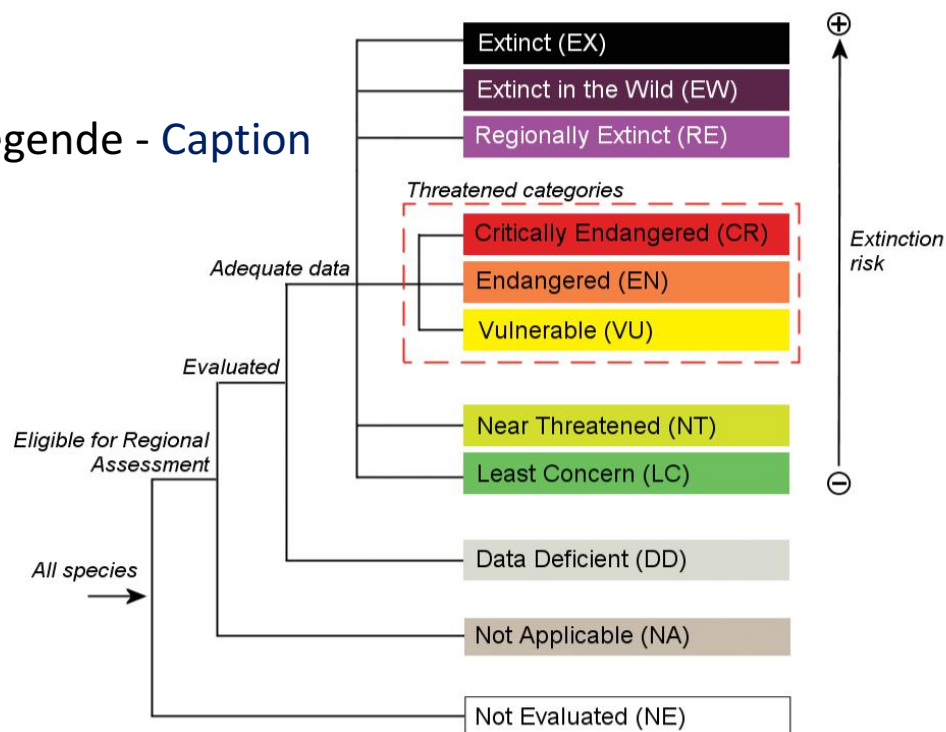 Extinct (EX)
Extinct in the Wild (EW)
egende - Caption
Regionally Extinct (RE)
Threatened categories
Critically Endangered (CR)
Extinction
risk
Adequate data
Endangered (EN)
Vulnerable (VU)
Evaluated
Near Threatened (NT)
Eligible for Regional
Assessment
Least Concern (LC)
Data Deficient (DD)
All species
Not Applicable (NA)
Not Evaluated (NE)